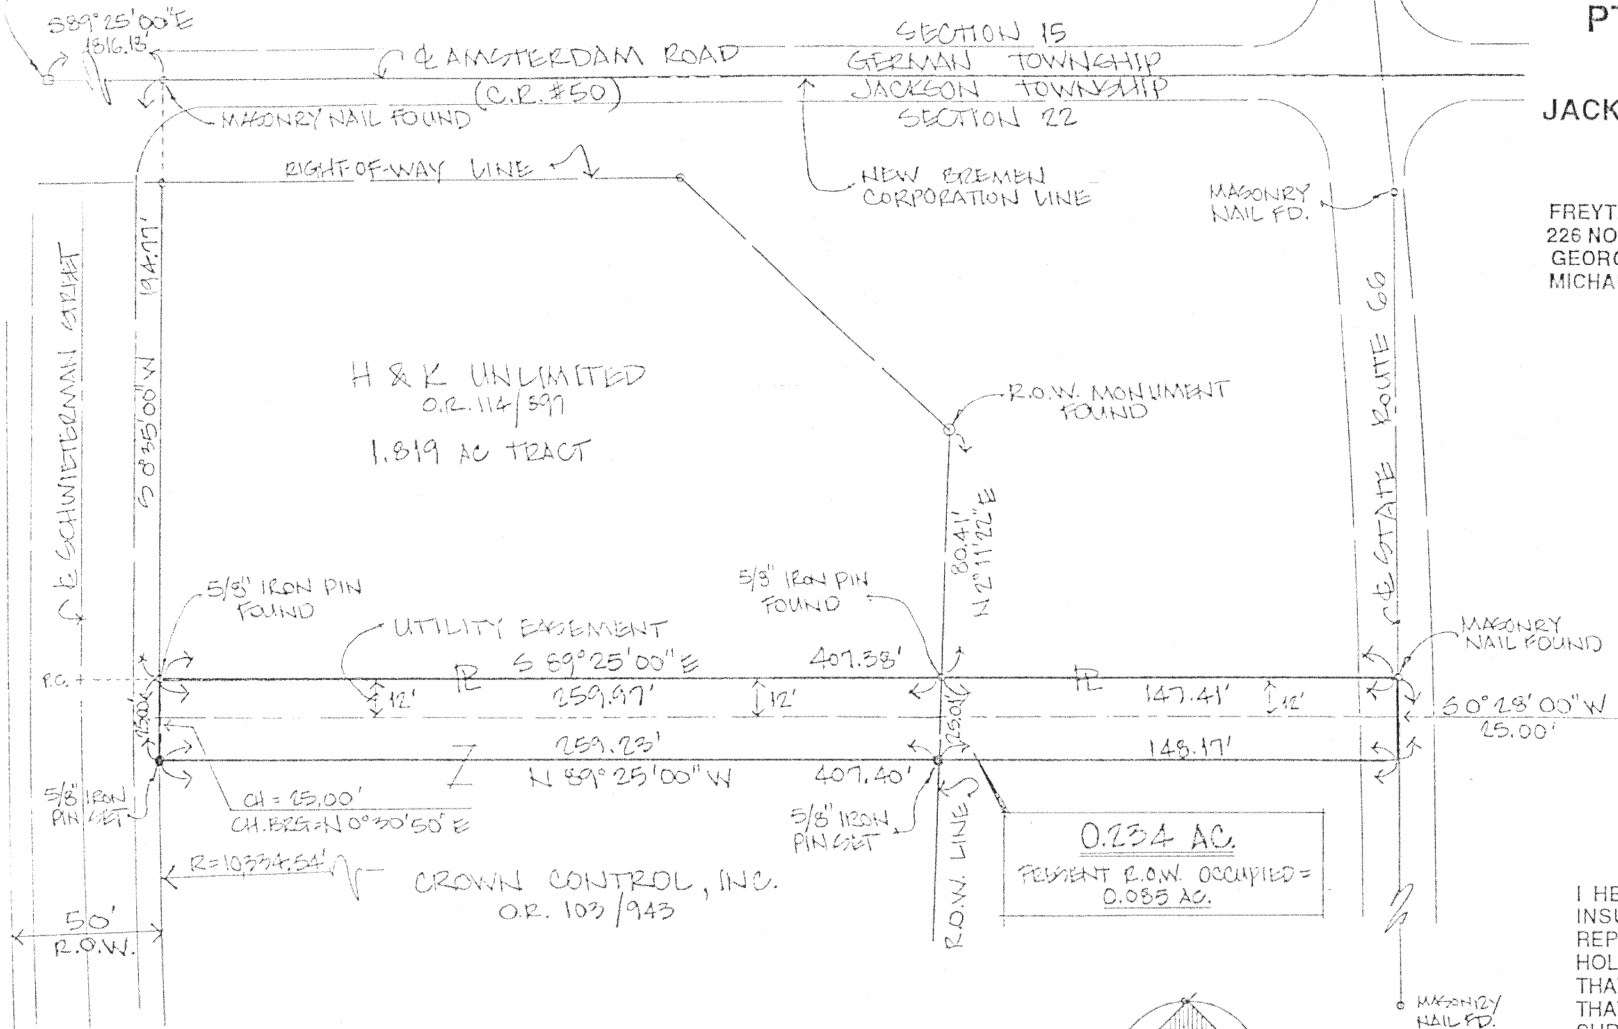 S89°25'00"E
1816.13'
℄ AMSTERDAM ROAD
(C.R. #50)
SECTION 15
GERMAN TOWNSHIP
JACKSON TOWNSHIP
SECTION 22
MASONRY NAIL FOUND
RIGHT-OF-WAY LINE
NEW BREMEN
CORPORATION LINE
MASONRY
NAIL FD.
PT
JACK
FREYT
226 NO
GEORG
MICHA
℄ SCHWIETERMAN STREET
S 0°35'00"W 194.77'
H & K UNLIMITED
O.R. 114/397
1.819 AC TRACT
R.O.W. MONUMENT
FOUND
80.41'
N 2°11'22"E
℄ STATE ROUTE 66
5/8" IRON PIN
FOUND
5/8" IRON PIN
FOUND
UTILITY EASEMENT
MASONRY
NAIL FOUND
P.C.
PL S 89°25'00"E 407.38' PL
12' 259.97' 12' 147.41' 12'
25.00' 25.01'
S 0°28'00"W
25.00'
259.23' 148.17'
N 89°25'00"W 407.40'
5/8" IRON
PIN SET
CH = 25.00'
CH.BRG=N 0°30'50"E
5/8" IRON
PIN SET
R.O.W. LINE
R=10,334.54'
CROWN CONTROL, INC.
O.R. 103/943
0.234 AC.
PRESENT R.O.W. OCCUPIED =
0.085 AC.
50'
R.O.W.
MASONRY
NAIL FD.
I HE
INSU
REP
HOL
THA
THA